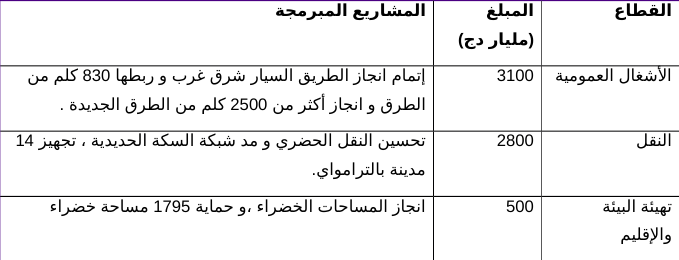 القطاع
المبلغ
(مليار دج)
المشاريع المبرمجة
الأشغال العمومية
3100
إتمام انجاز الطريق السيار شرق غرب و ربطها 830 كلم من
الطرق و انجاز أكثر من 2500 كلم من الطرق الجديدة .
النقل
2800
تحسين النقل الحضري و مد شبكة السكة الحديدية ، تجهيز 14
مدينة بالترامواي.
تهيئة البيئة
والإقليم
500
انجاز المساحات الخضراء ،و حماية 1795 مساحة خضراء